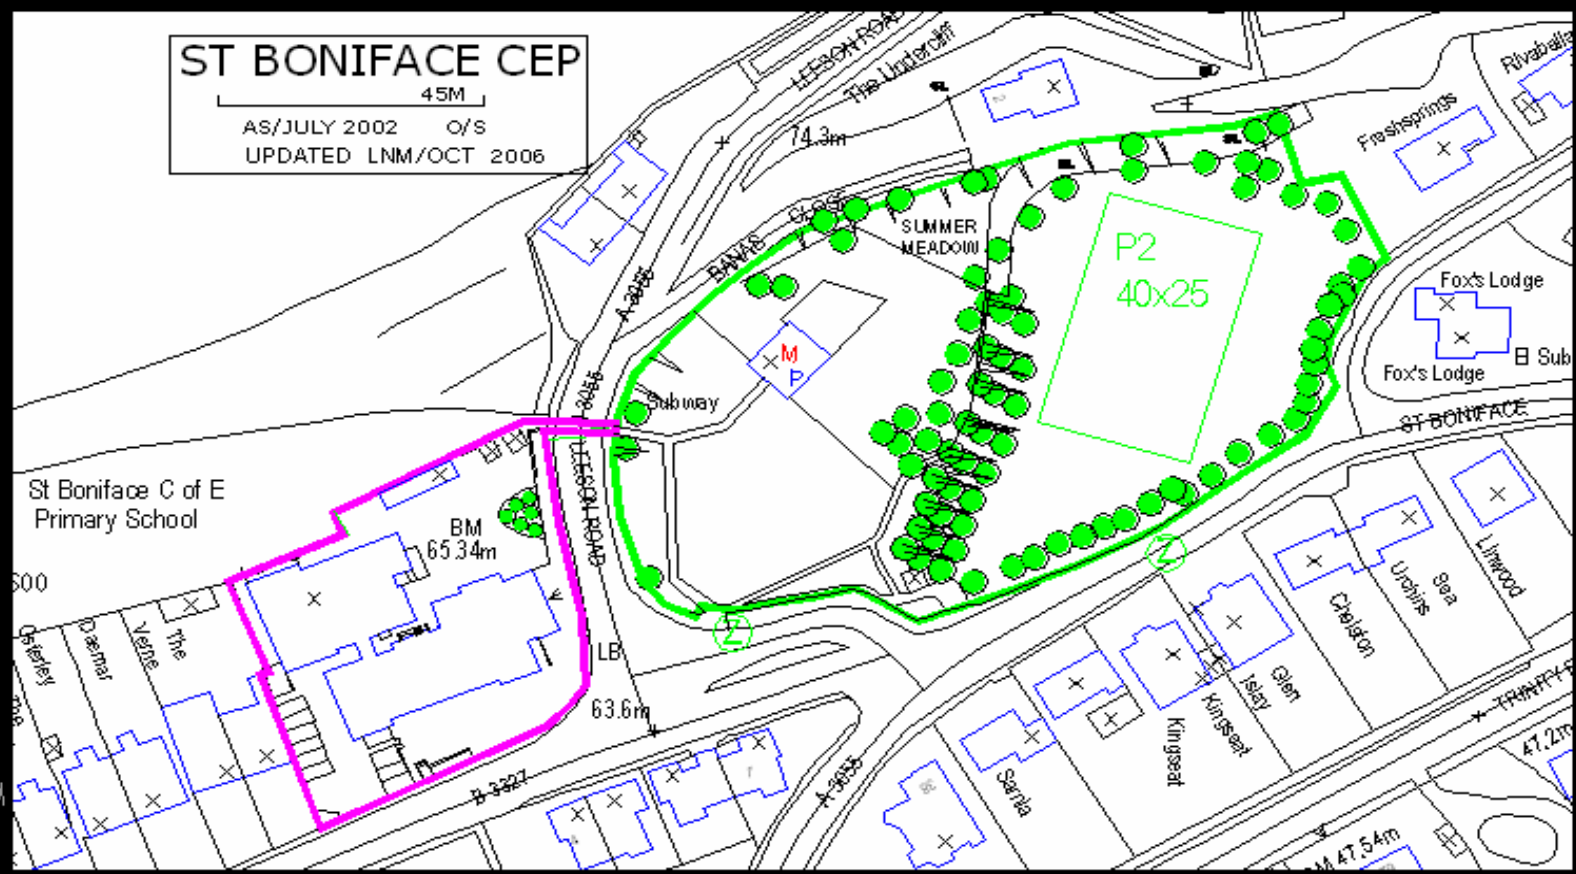 ST BONIFACE CEP
45M
AS/JULY 2002 O/S
UPDATED LNM/OCT 2006
LEESON ROAD
The Undercliff
74.3m
Rivaballa
Freshsprings
BANAS CLOSE
A 3055
SUMMER
MEADOW
P2
40x25
Fox's Lodge
Sub
Fox's Lodge
M
P
3055
Subway
ST BONIFACE
St Boniface C of E
Primary School
BM
65.34m
LEESON ROAD
Z
Z
Linwood
Sea
Urchins
Chelston
Glen
Islay
Kingseat
Kingseat
Sarnia
The
Verne
Daemar
Osterley
The
LB
63.6m
B 3327
A 3055
TRINITY
47.2m
M 47.54m